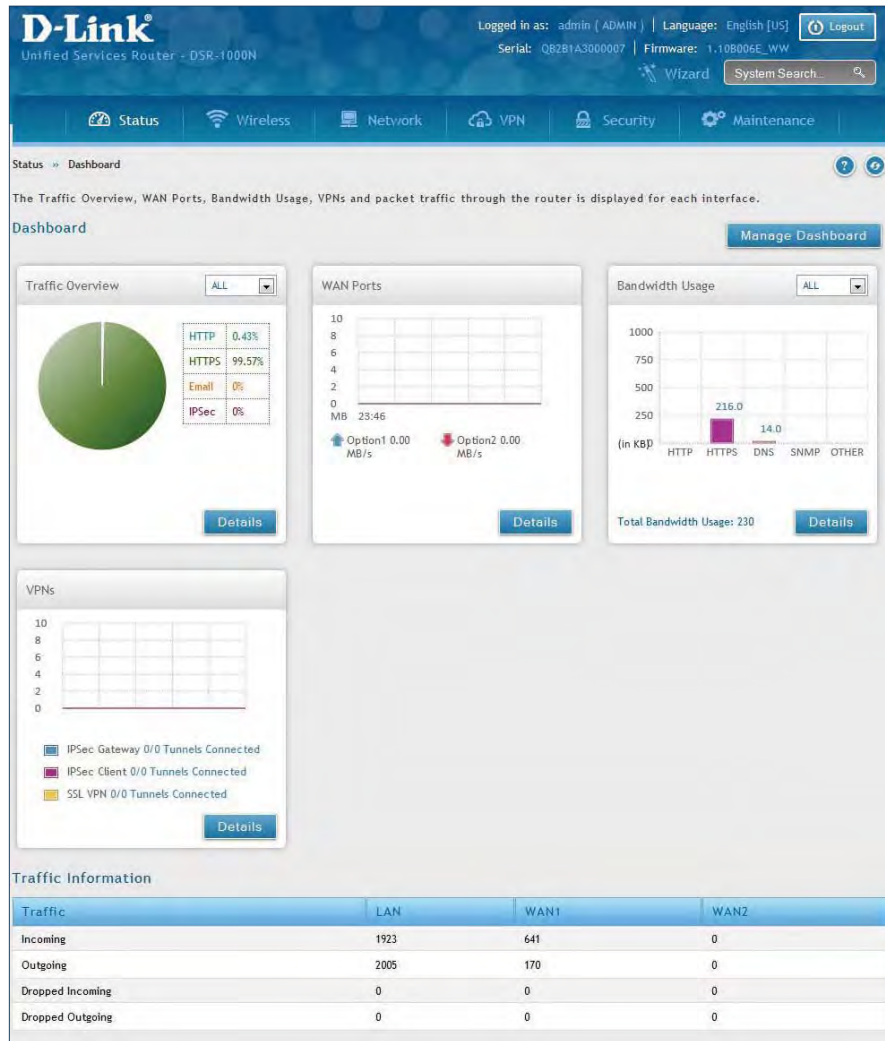 D-Link
Unified Services Router - DSR-1000N
Logged in as: admin ( ADMIN ) | Language: English [US]
Logout
Serial: QB2B1A3000007 | Firmware: 1.10B006E_WW
Wizard
System Search...
Status
Wireless
Network
VPN
Security
Maintenance
Status » Dashboard
The Traffic Overview, WAN Ports, Bandwidth Usage, VPNs and packet traffic through the router is displayed for each interface.
Dashboard
Manage Dashboard
Traffic Overview
ALL
HTTP 0.43%
HTTPS 99.57%
Email 0%
IPSec 0%
Details
WAN Ports
10
8
6
4
2
0
MB 23:46
Option1 0.00 MB/s
Option2 0.00 MB/s
Details
Bandwidth Usage
ALL
1000
750
500
250
(in KB)0
216.0
14.0
HTTP HTTPS DNS SNMP OTHER
Total Bandwidth Usage: 230
Details
VPNs
10
8
6
4
2
0
IPSec Gateway 0/0 Tunnels Connected
IPSec Client 0/0 Tunnels Connected
SSL VPN 0/0 Tunnels Connected
Details
Traffic Information
Traffic LAN WAN1 WAN2
Incoming 1923 641 0
Outgoing 2005 170 0
Dropped Incoming 0 0 0
Dropped Outgoing 0 0 0